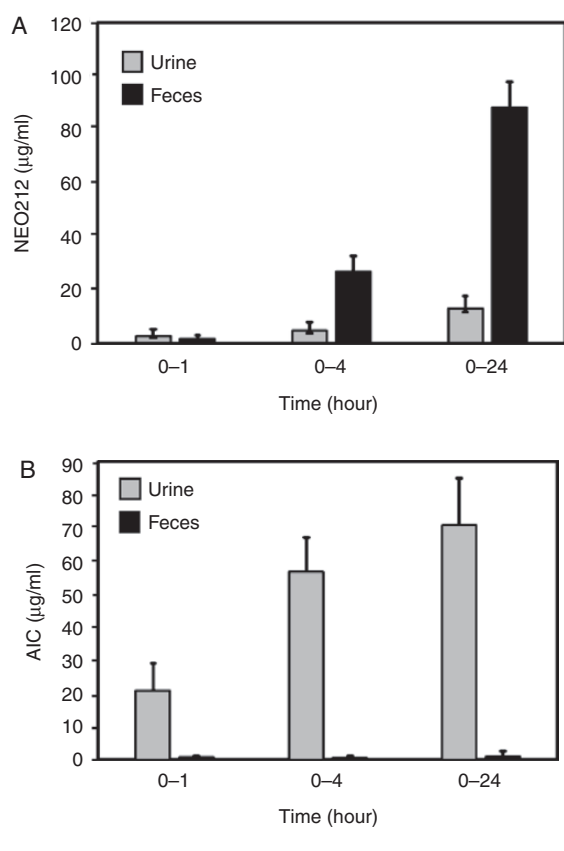 A
NEO212 (μg/ml)
120
100
80
60
40
20
0
Urine
Feces
0–1
0–4
0–24
Time (hour)
B
AIC (μg/ml)
90
80
70
60
50
40
30
20
10
0
Urine
Feces
0–1
0–4
0–24
Time (hour)